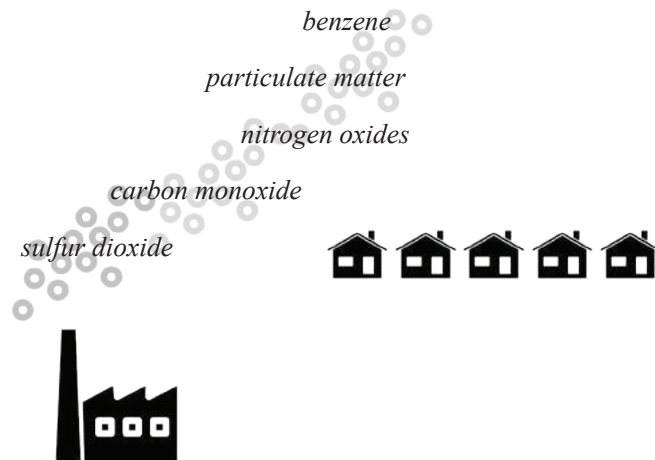 benzene
particulate matter
nitrogen oxides
carbon monoxide
sulfur dioxide